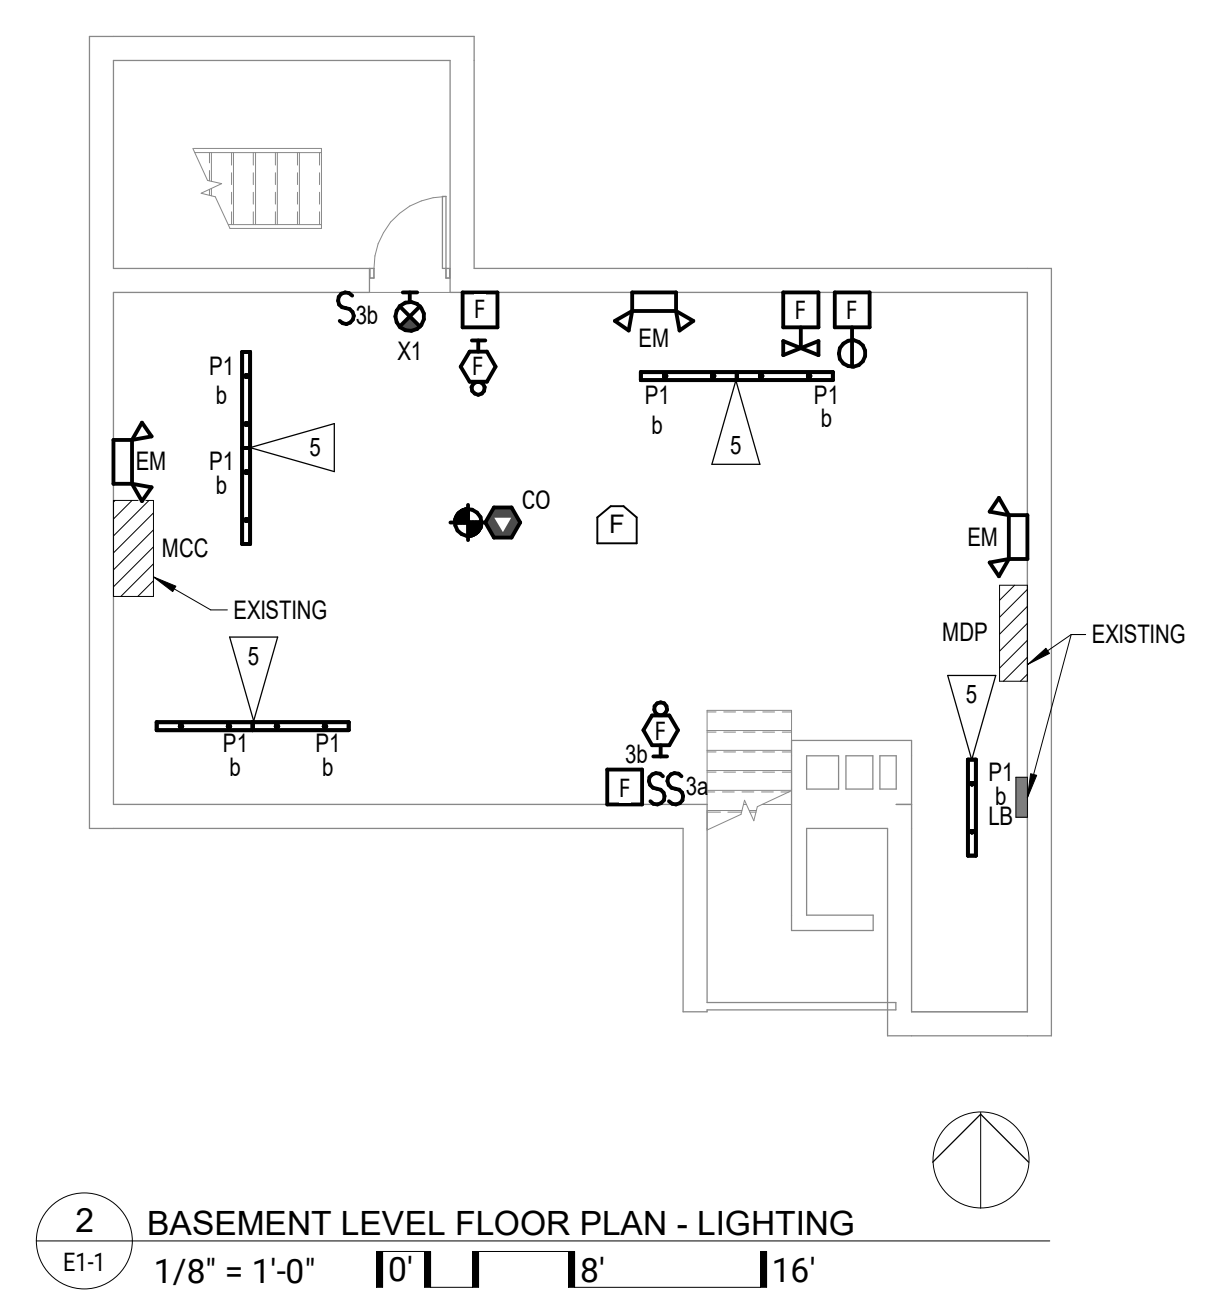 S3b
X1
F
F
EM
F
F
P1
b
P1
b
5
P1
b
P1
b
5
EM
MCC
EXISTING
CO
F
EM
MDP
EXISTING
5
P1
b
P1
b
5
P1
b
LB
F
3b
F
SS3a
2
E1-1
BASEMENT LEVEL FLOOR PLAN - LIGHTING
1/8" = 1'-0"
0'
8'
16'